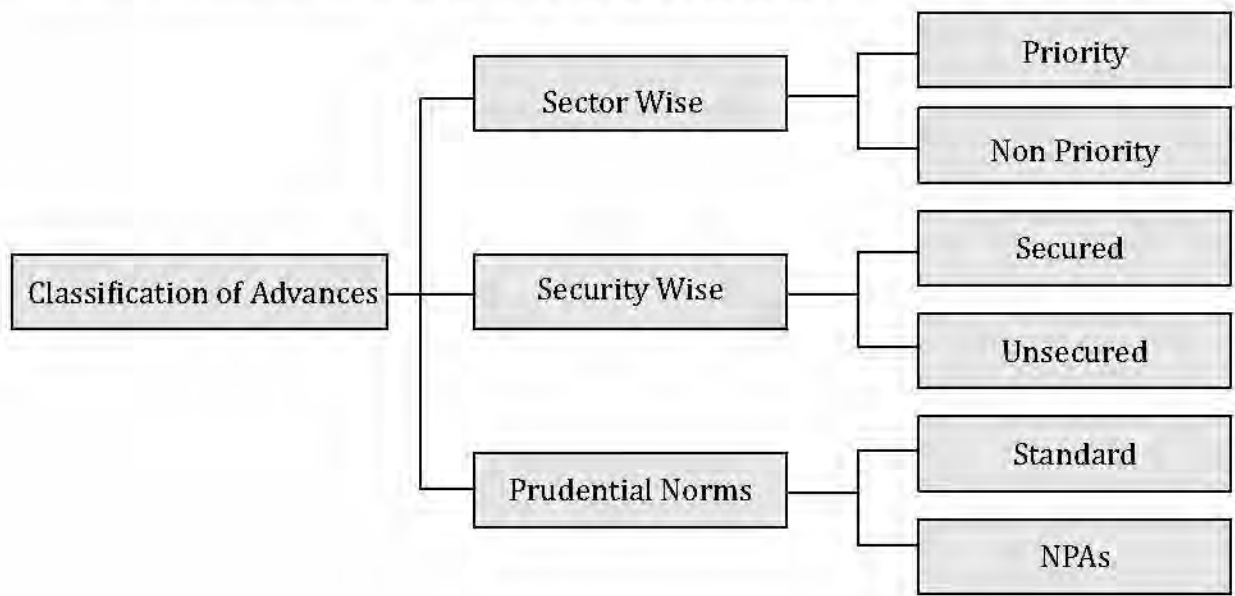 Classification of Advances
Sector Wise
Priority
Non Priority
Security Wise
Secured
Unsecured
Prudential Norms
Standard
NPAs